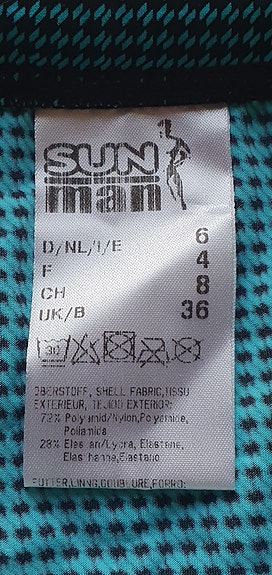 SUN
man
D/NL/I/E 6
F 4
CH 8
UK/B 36
30
OBERSTOFF, SHELL FABRIC,TISSU
EXTERIEUR, TEJIDO EXTERIOR:
72% Polyamid/Nylon,Polyamide,
Poliamida
28% Elastan/Lycra, Elastane,
Elasthanne,Elastano
FUTTER,LINING,DOUBLURE,FORRO: